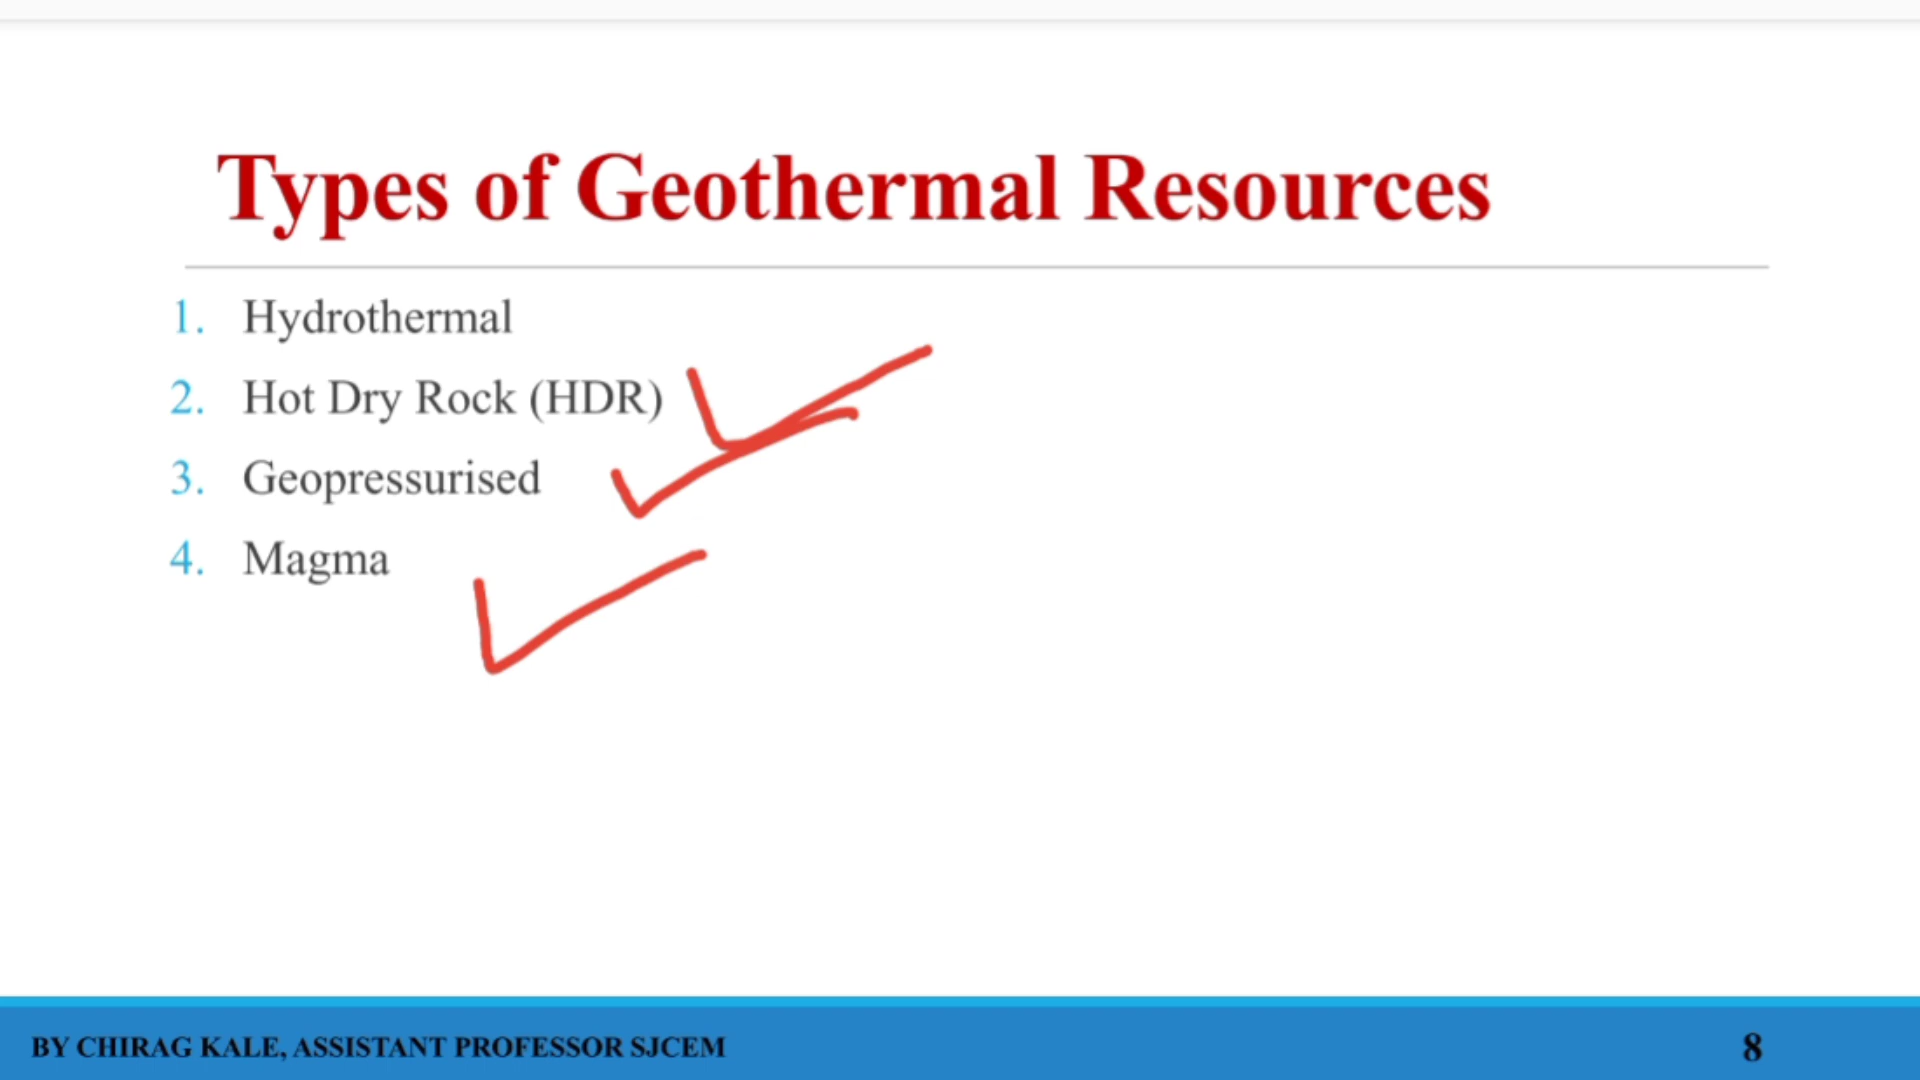 Types of Geothermal Resources
1. Hydrothermal
2. Hot Dry Rock (HDR)
3. Geopressurised
4. Magma
BY CHIRAG KALE, ASSISTANT PROFESSOR SJCEM
8